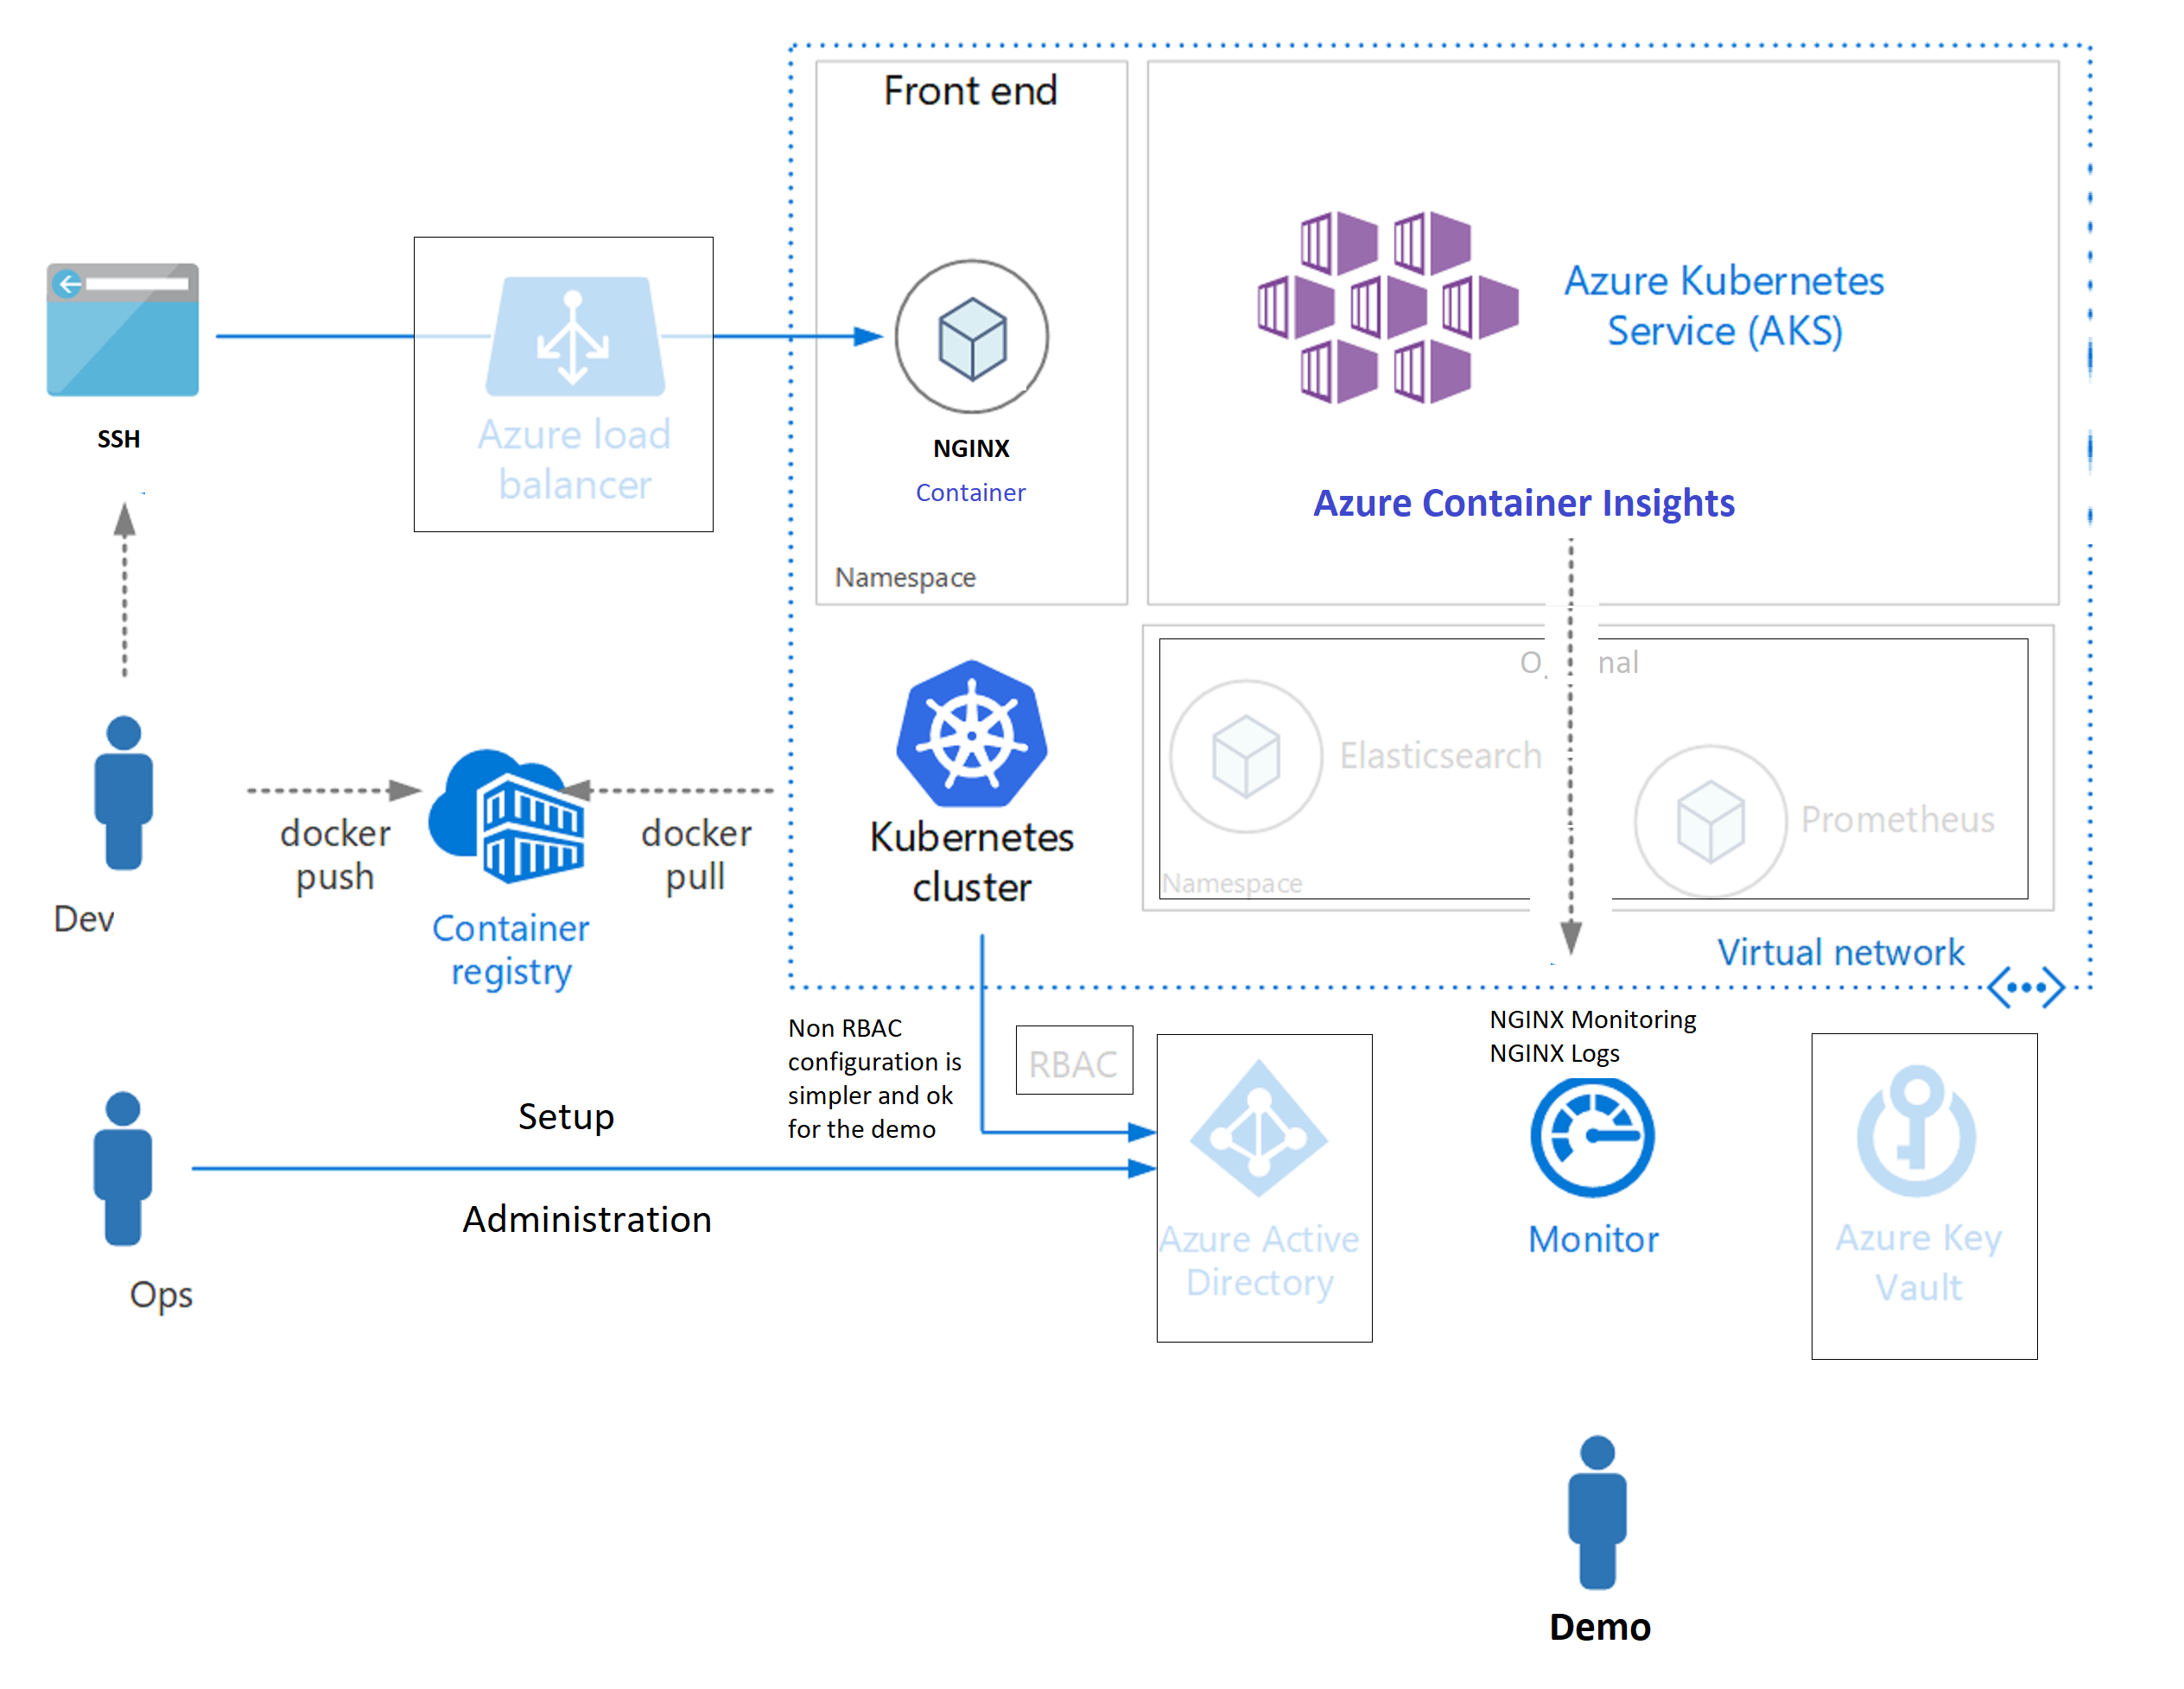 Front end
Azure Kubernetes
Service (AKS)
SSH
Azure load
balancer
NGINX
Container
Azure Container Insights
Namespace
Elasticsearch
Prometheus
Namespace
Kubernetes
cluster
docker
push
docker
pull
Dev
Container
registry
Virtual network
Non RBAC
configuration is
simpler and ok
for the demo
RBAC
NGINX Monitoring
NGINX Logs
Setup
Administration
Ops
Azure Active
Directory
Monitor
Azure Key
Vault
Demo